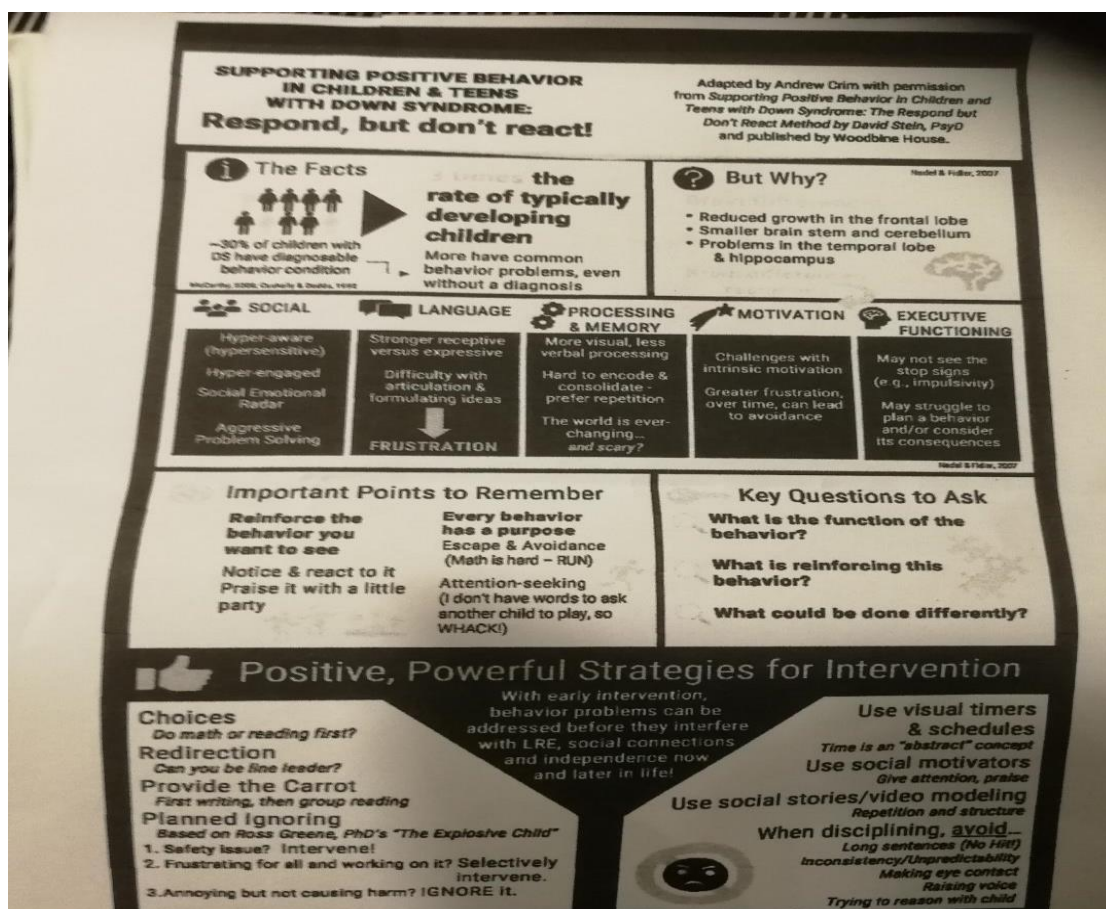 SUPPORTING POSITIVE BEHAVIOR
IN CHILDREN & TEENS
WITH DOWN SYNDROME:
Respond, but don't react!
Adapted by Andrew Crim with permission
from Supporting Positive Behavior in Children and
Teens with Down Syndrome: The Respond but
Don't React Method by David Stein, PsyD
and published by Woodbine House.
The Facts
~30% of children with
DS have diagnosable
behavior condition
3 times the
rate of typically
developing
children
More have common
behavior problems, even
without a diagnosis
But Why?
Nadel & Fidler, 2007
• Reduced growth in the frontal lobe
• Smaller brain stem and cerebellum
• Problems in the temporal lobe
& hippocampus
SOCIAL
Hyper-aware
(hypersensitive)
Hyper-engaged
Social Emotional
Radar
Aggressive
Problem Solving
LANGUAGE
Stronger receptive
versus expressive
Difficulty with
articulation &
formulating ideas
FRUSTRATION
PROCESSING
& MEMORY
More visual, less
verbal processing
Hard to encode &
consolidate -
prefer repetition
The world is ever-
changing...
and scary?
MOTIVATION
Challenges with
intrinsic motivation
Greater frustration,
over time, can lead
to avoidance
EXECUTIVE
FUNCTIONING
May not see the
stop signs
(e.g., impulsivity)
May struggle to
plan a behavior
and/or consider
its consequences
Nadel & Fidler, 2007
Important Points to Remember
Reinforce the
behavior you
want to see
Notice & react to it
Praise it with a little
party
Every behavior
has a purpose
Escape & Avoidance
(Math is hard – RUN)
Attention-seeking
(I don't have words to ask
another child to play, so
WHACK!)
Key Questions to Ask
What is the function of the
behavior?
What is reinforcing this
behavior?
What could be done differently?
Positive, Powerful Strategies for Intervention
With early intervention,
behavior problems can be
addressed before they interfere
with LRE, social connections
and independence now
and later in life!
Choices
Do math or reading first?
Redirection
Can you be line leader?
Provide the Carrot
First writing, then group reading
Planned Ignoring
Based on Ross Greene, PhD's "The Explosive Child"
1. Safety issue? Intervene!
2. Frustrating for all and working on it? Selectively
intervene.
3. Annoying but not causing harm? IGNORE it.
Use visual timers
& schedules
Time is an "abstract" concept
Use social motivators
Give attention, praise
Use social stories/video modeling
Repetition and structure
When disciplining, avoid...
Long sentences (No Hit!)
Inconsistency/Unpredictability
Making eye contact
Raising voice
Trying to reason with child